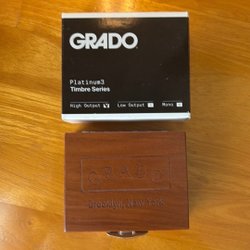 GRADO
Platinum3
Timbre Series
High Output
Low Output
Mono
GRADO
Brooklyn, New York